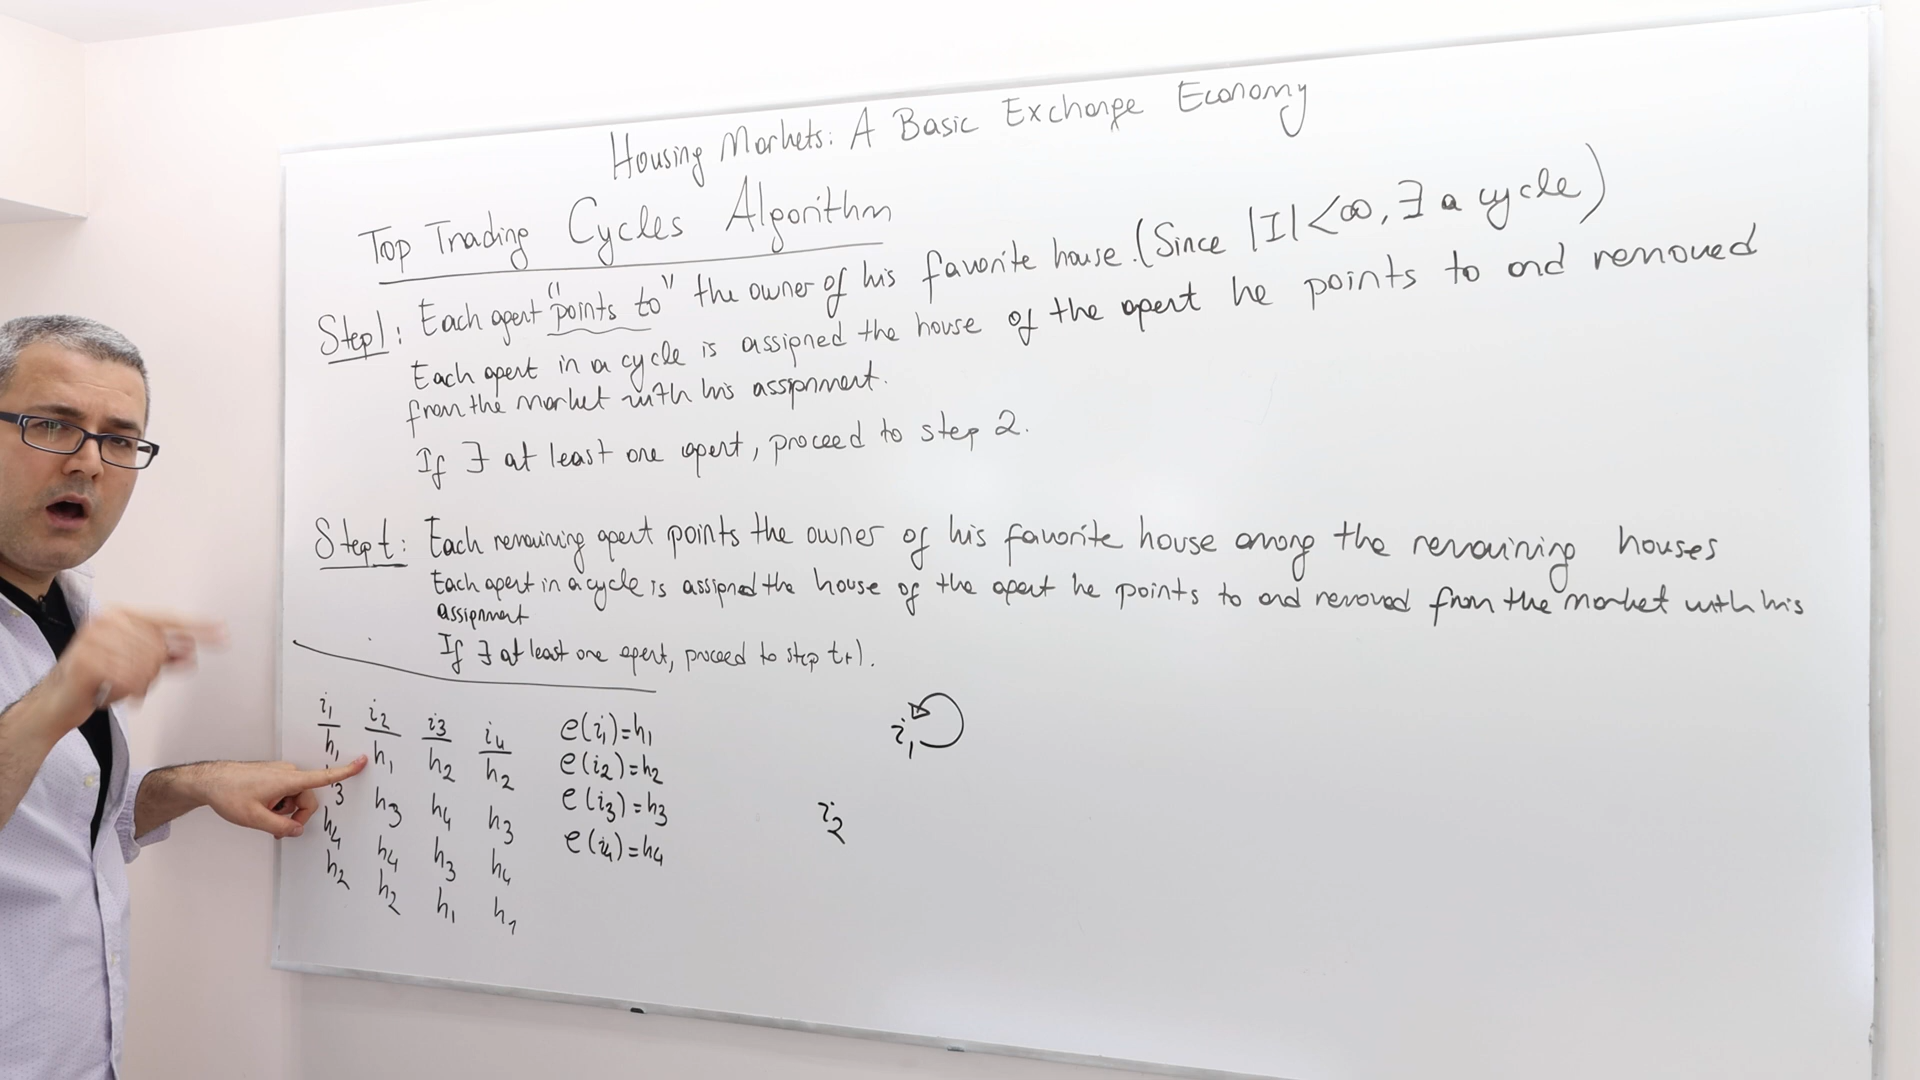 Housing Markets: A Basic Exchange Economy
Top Trading Cycles Algorithm
Step 1: Each agent "points to" the owner of his favorite house. (Since |I| < ∞, ∃ a cycle)
Each agent in a cycle is assigned the house of the agent he points to and removed
from the market with his assignment.
If ∃ at least one agent, proceed to step 2.
Step t: Each remaining agent points the owner of his favorite house among the remaining houses
Each agent in a cycle is assigned the house of the agent he points to and removed from the market with his
assignment
If ∃ at least one agent, proceed to step t+1.
i1 i2 i3 i4 e(i1)=h1
h1 h1 h2 h2 e(i2)=h2
3 h3 h4 h3 e(i3)=h3
h4 h4 h3 h4 e(i4)=h4
h2 h2 h1 h1
i1
i2